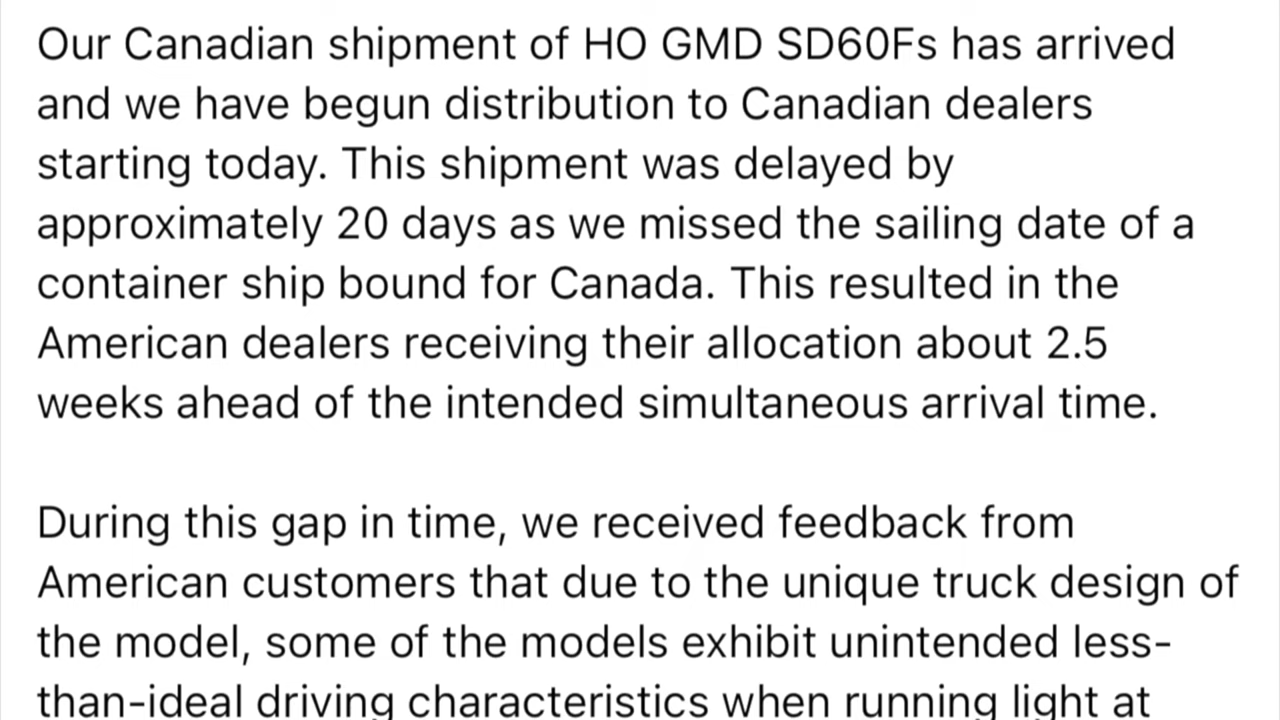 Our Canadian shipment of HO GMD SD60Fs has arrived
and we have begun distribution to Canadian dealers
starting today. This shipment was delayed by
approximately 20 days as we missed the sailing date of a
container ship bound for Canada. This resulted in the
American dealers receiving their allocation about 2.5
weeks ahead of the intended simultaneous arrival time.
During this gap in time, we received feedback from
American customers that due to the unique truck design of
the model, some of the models exhibit unintended less-
than-ideal driving characteristics when running light at